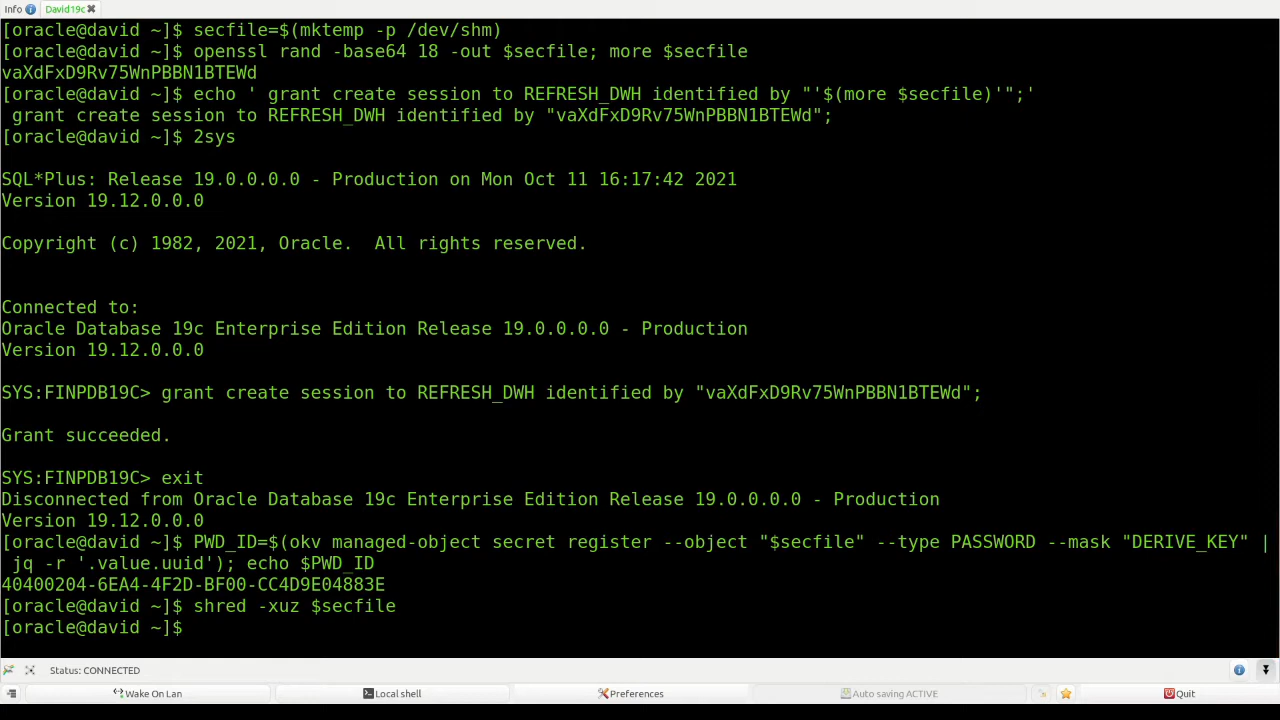 Info
David19c
[oracle@david ~]$ secfile=$(mktemp -p /dev/shm)
[oracle@david ~]$ openssl rand -base64 18 -out $secfile; more $secfile
vaXdFxD9Rv75WnPBBN1BTEWd
[oracle@david ~]$ echo ' grant create session to REFRESH_DWH identified by "'$(more $secfile)'";'
 grant create session to REFRESH_DWH identified by "vaXdFxD9Rv75WnPBBN1BTEWd";
[oracle@david ~]$ 2sys
SQL*Plus: Release 19.0.0.0.0 - Production on Mon Oct 11 16:17:42 2021
Version 19.12.0.0.0
Copyright (c) 1982, 2021, Oracle.  All rights reserved.
Connected to:
Oracle Database 19c Enterprise Edition Release 19.0.0.0.0 - Production
Version 19.12.0.0.0
SYS:FINPDB19C> grant create session to REFRESH_DWH identified by "vaXdFxD9Rv75WnPBBN1BTEWd";
Grant succeeded.
SYS:FINPDB19C> exit
Disconnected from Oracle Database 19c Enterprise Edition Release 19.0.0.0.0 - Production
Version 19.12.0.0.0
[oracle@david ~]$ PWD_ID=$(okv managed-object secret register --object "$secfile" --type PASSWORD --mask "DERIVE_KEY" |
 jq -r '.value.uuid'); echo $PWD_ID
40400204-6EA4-4F2D-BF00-CC4D9E04883E
[oracle@david ~]$ shred -xuz $secfile
[oracle@david ~]$
Status: CONNECTED
Wake On Lan
Local shell
Preferences
Auto saving ACTIVE
Quit